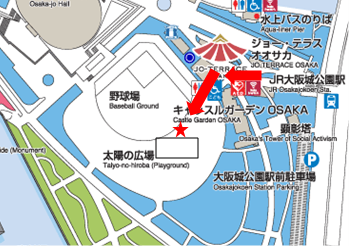 Osaka-jo Hall
水上バスのりば
Aqua-liner Pier
ジョー・テラス
オオサカ
JO-TERRACE OSAKA
JO-TERRACE
JR大阪城公園駅
JR Osakajokoen Sta.
野球場
Baseball Ground
キャッスルガーデン OSAKA
Castle Garden OSAKA
顕彰塔
Osaka's Tower of Social Activism
太陽の広場
Taiyo-no-hiroba (Playground)
大阪城公園駅前駐車場
Osakajokoen Station Parking
P